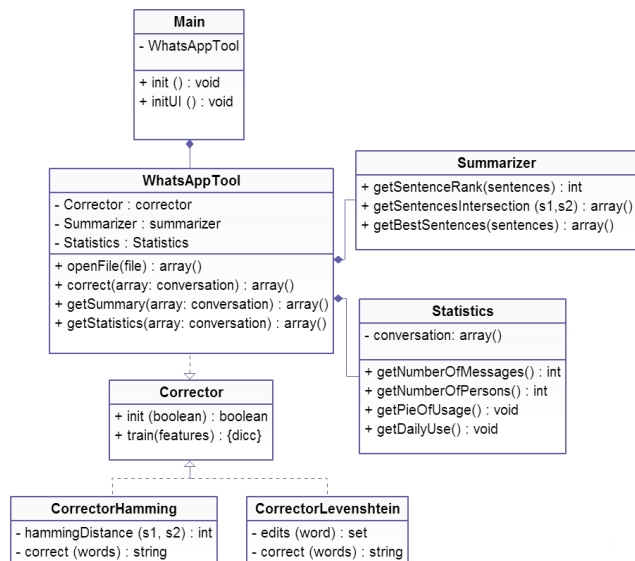 Main
- WhatsAppTool
+ init () : void
+ initUI () : void
WhatsAppTool
- Corrector : corrector
- Summarizer : summarizer
- Statistics : Statistics
+ openFile(file) : array()
+ correct(array: conversation) : array()
+ getSummary(array: conversation) : array()
+ getStatistics(array: conversation) : array()
Summarizer
+ getSentenceRank(sentences) : int
+ getSentencesIntersection (s1,s2) : array()
+ getBestSentences(sentences) : array()
Statistics
- conversation: array()
+ getNumberOfMessages() : int
+ getNumberOfPersons() : int
+ getPieOfUsage() : void
+ getDailyUse() : void
Corrector
+ init (boolean) : boolean
+ train(features) : {dicc}
CorrectorHamming
- hammingDistance (s1, s2) : int
- correct (words) : string
CorrectorLevenshtein
- edits (word) : set
- correct (words) : string